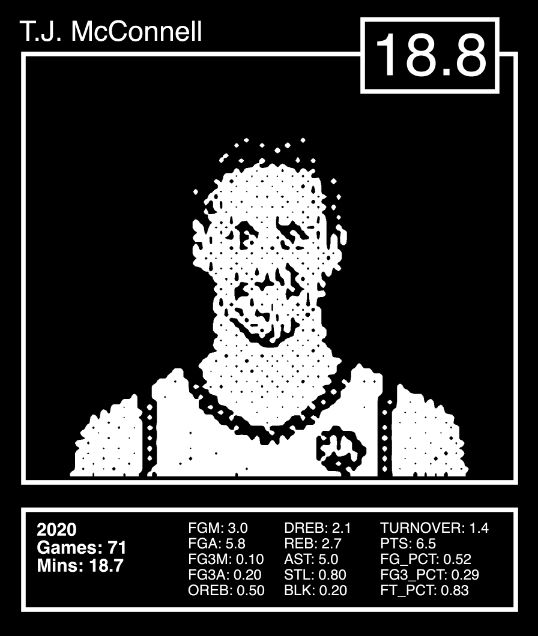 T.J. McConnell
18.8
2020
Games: 71
Mins: 18.7
FGM: 3.0
FGA: 5.8
FG3M: 0.10
FG3A: 0.20
OREB: 0.50
DREB: 2.1
REB: 2.7
AST: 5.0
STL: 0.80
BLK: 0.20
TURNOVER: 1.4
PTS: 6.5
FG_PCT: 0.52
FG3_PCT: 0.29
FT_PCT: 0.83